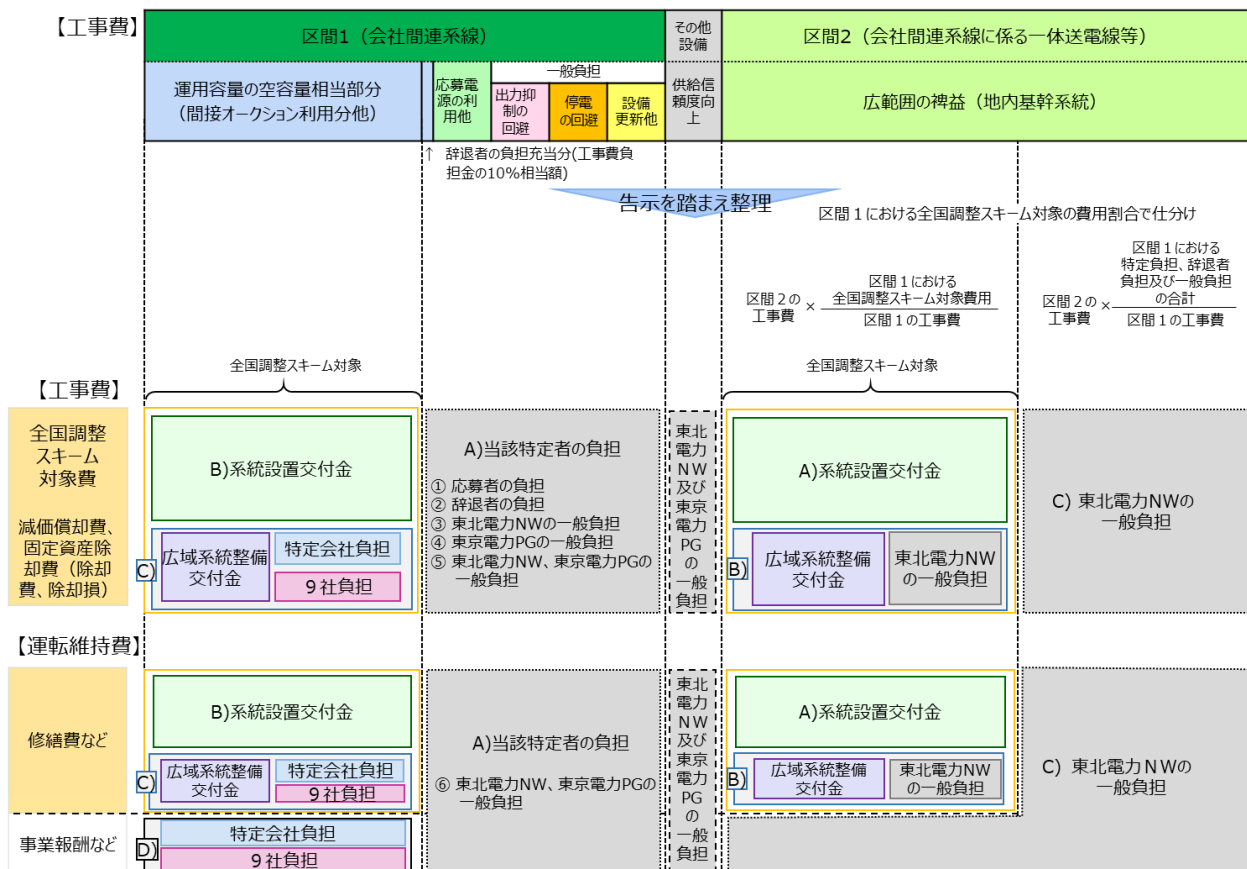 【工事費】
区間1（会社間連系線）
その他
設備
区間2（会社間連系線に係る一体送電線等）
運用容量の空容量相当部分
（間接オークション利用分他）
応募電
源の利
用他
一般負担
出力抑
制の
回避
停電
の回避
設備
更新他
供給信
頼度向
上
広範囲の裨益（地内基幹系統）
↑ 辞退者の負担充当分(工事費負
担金の10%相当額)
告示を踏まえ整理
区間１における全国調整スキーム対象の費用割合で仕分け
区間２の
工事費
×
区間１における
全国調整スキーム対象費用
区間１の工事費
区間２の
工事費
×
区間１における
特定負担、辞退者
負担及び一般負担
の合計
区間１の工事費
全国調整スキーム対象
全国調整スキーム対象
【工事費】
全国調整
スキーム
対象費
減価償却費、
固定資産除
却費（除却
費、除却損）
B)系統設置交付金
C)
広域系統整備
交付金
特定会社負担
９社負担
A)当該特定者の負担
① 応募者の負担
② 辞退者の負担
③ 東北電力NWの一般負担
④ 東京電力PGの一般負担
⑤ 東北電力NW、東京電力PGの
一般負担
東北
電力
NW
及び
東京
電力
PG
の
一般
負担
A)系統設置交付金
B)
広域系統整備
交付金
東北電力NW
の一般負担
C) 東北電力NWの
一般負担
【運転維持費】
修繕費など
B)系統設置交付金
C)
広域系統整備
交付金
特定会社負担
９社負担
A)当該特定者の負担
⑥ 東北電力NW、東京電力PGの
一般負担
東北
電力
NW
及び
東京
電力
PG
の
一般
負担
A)系統設置交付金
B)
広域系統整備
交付金
東北電力NW
の一般負担
C) 東北電力NWの
一般負担
事業報酬など
D)
特定会社負担
９社負担